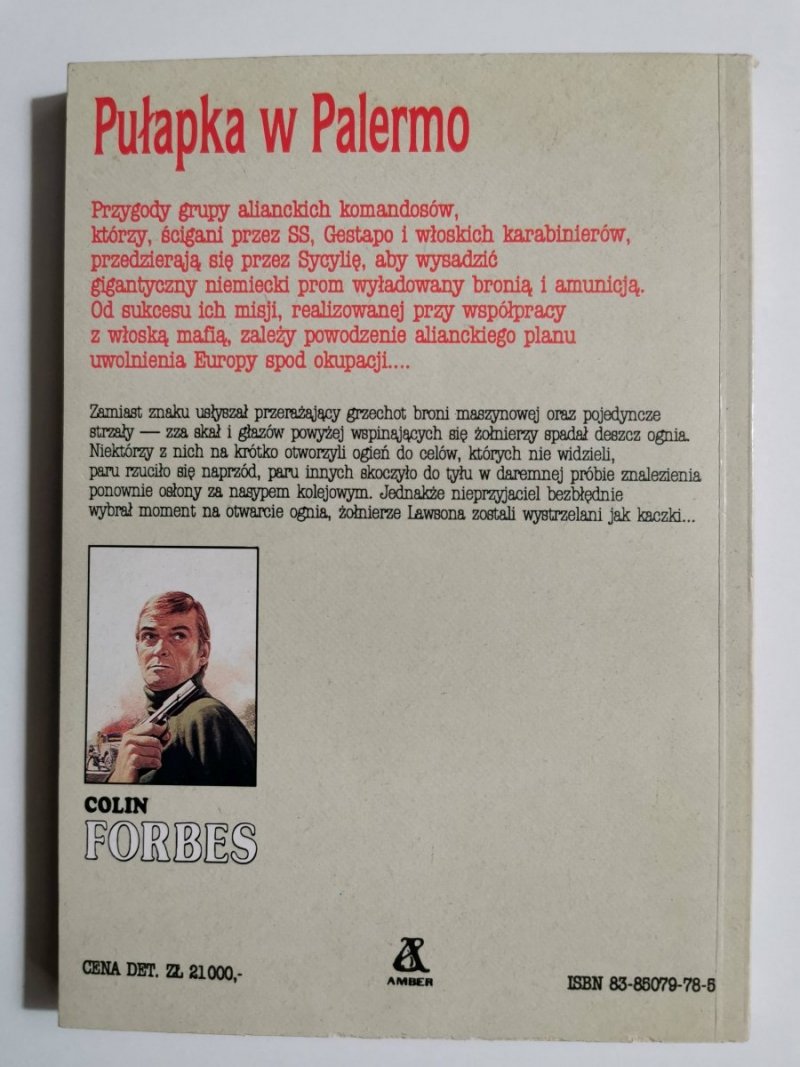 Pułapka w Palermo
Przygody grupy alianckich komandosów,
którzy, ścigani przez SS, Gestapo i włoskich karabinierów,
przedzierają się przez Sycylię, aby wysadzić
gigantyczny niemiecki prom wyładowany bronią i amunicją.
Od sukcesu ich misji, realizowanej przy współpracy
z włoską mafią, zależy powodzenie alianckiego planu
uwolnienia Europy spod okupacji....
Zamiast znaku usłyszał przerażający grzechot broni maszynowej oraz pojedyncze
strzały — zza skał i głazów powyżej wspinających się żołnierzy spadał deszcz ognia.
Niektórzy z nich na krótko otworzyli ogień do celów, których nie widzieli,
paru rzuciło się naprzód, paru innych skoczyło do tyłu w daremnej próbie znalezienia
ponownie osłony za nasypem kolejowym. Jednakże nieprzyjaciel bezbłędnie
wybrał moment na otwarcie ognia, żołnierze Lawsona zostali wystrzelani jak kaczki...
COLIN
FORBES
CENA DET. ZŁ 21000,-
AMBER
ISBN 83-85079-78-5